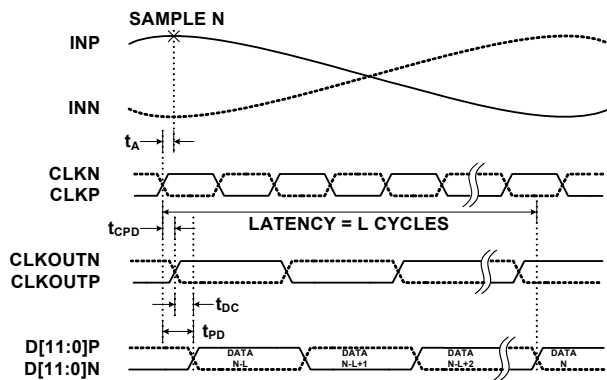 SAMPLE N
INP
INN
tA
CLKN
CLKP
LATENCY = L CYCLES
tCPD
CLKOUTN
CLKOUTP
tDC
tPD
D[11:0]P
D[11:0]N
DATA
N-L
DATA
N-L+1
DATA
N-L+2
DATA
N